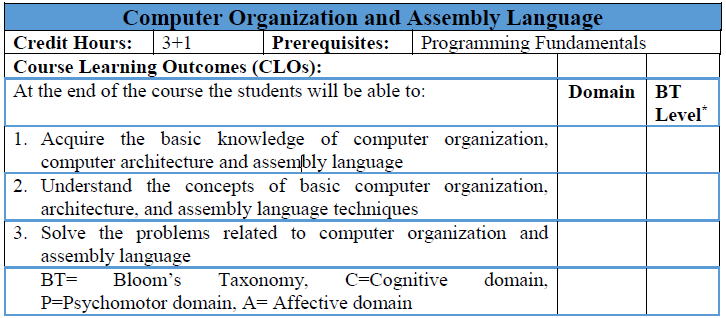 Computer Organization and Assembly Language
Credit Hours: 3+1 Prerequisites: Programming Fundamentals
Course Learning Outcomes (CLOs):
At the end of the course the students will be able to: Domain BT
Level*
1. Acquire the basic knowledge of computer organization,
computer architecture and assembly language
2. Understand the concepts of basic computer organization,
architecture, and assembly language techniques
3. Solve the problems related to computer organization and
assembly language
BT= Bloom's Taxonomy, C=Cognitive domain,
P=Psychomotor domain, A= Affective domain